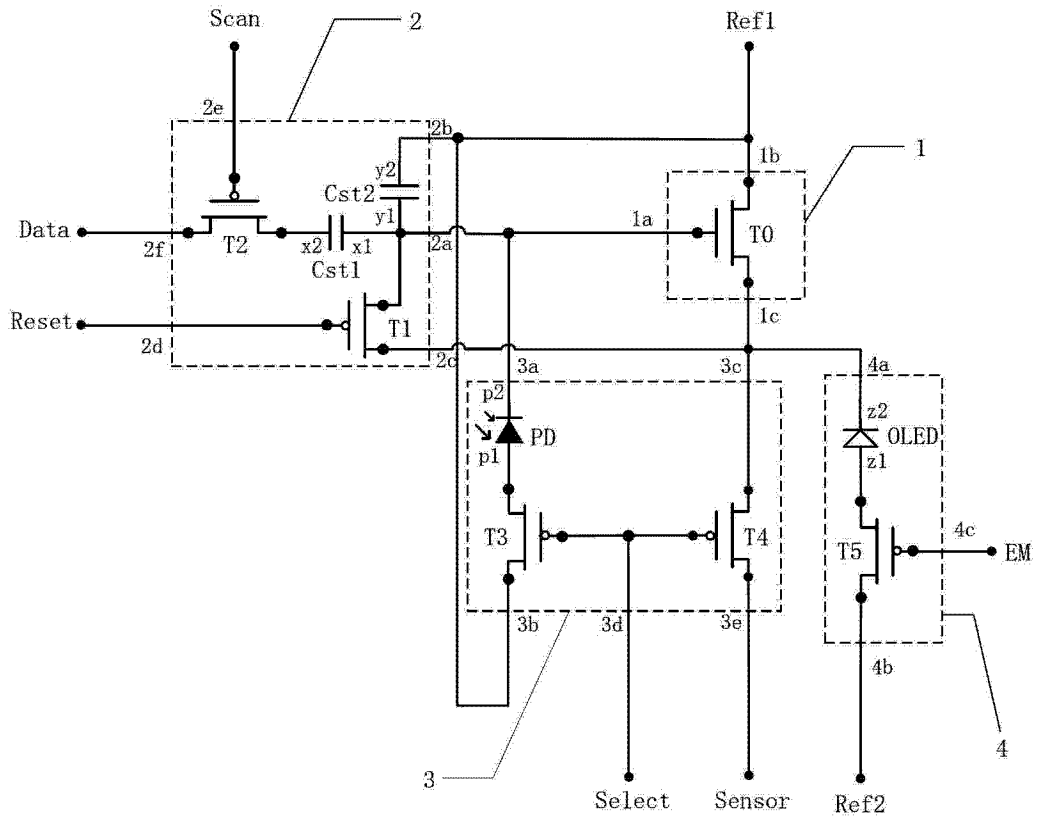 Scan
2
Ref1
2e
2b
1b
1
y2
Cst2
y1
1a
T0
Data
2f
T2
x2
x1
2a
Cst1
1c
Reset
2d
T1
2c
3a
3c
4a
p2
z2
PD
OLED
p1
z1
T3
T4
T5
4c
EM
3b
3d
3e
4b
3
4
Select
Sensor
Ref2